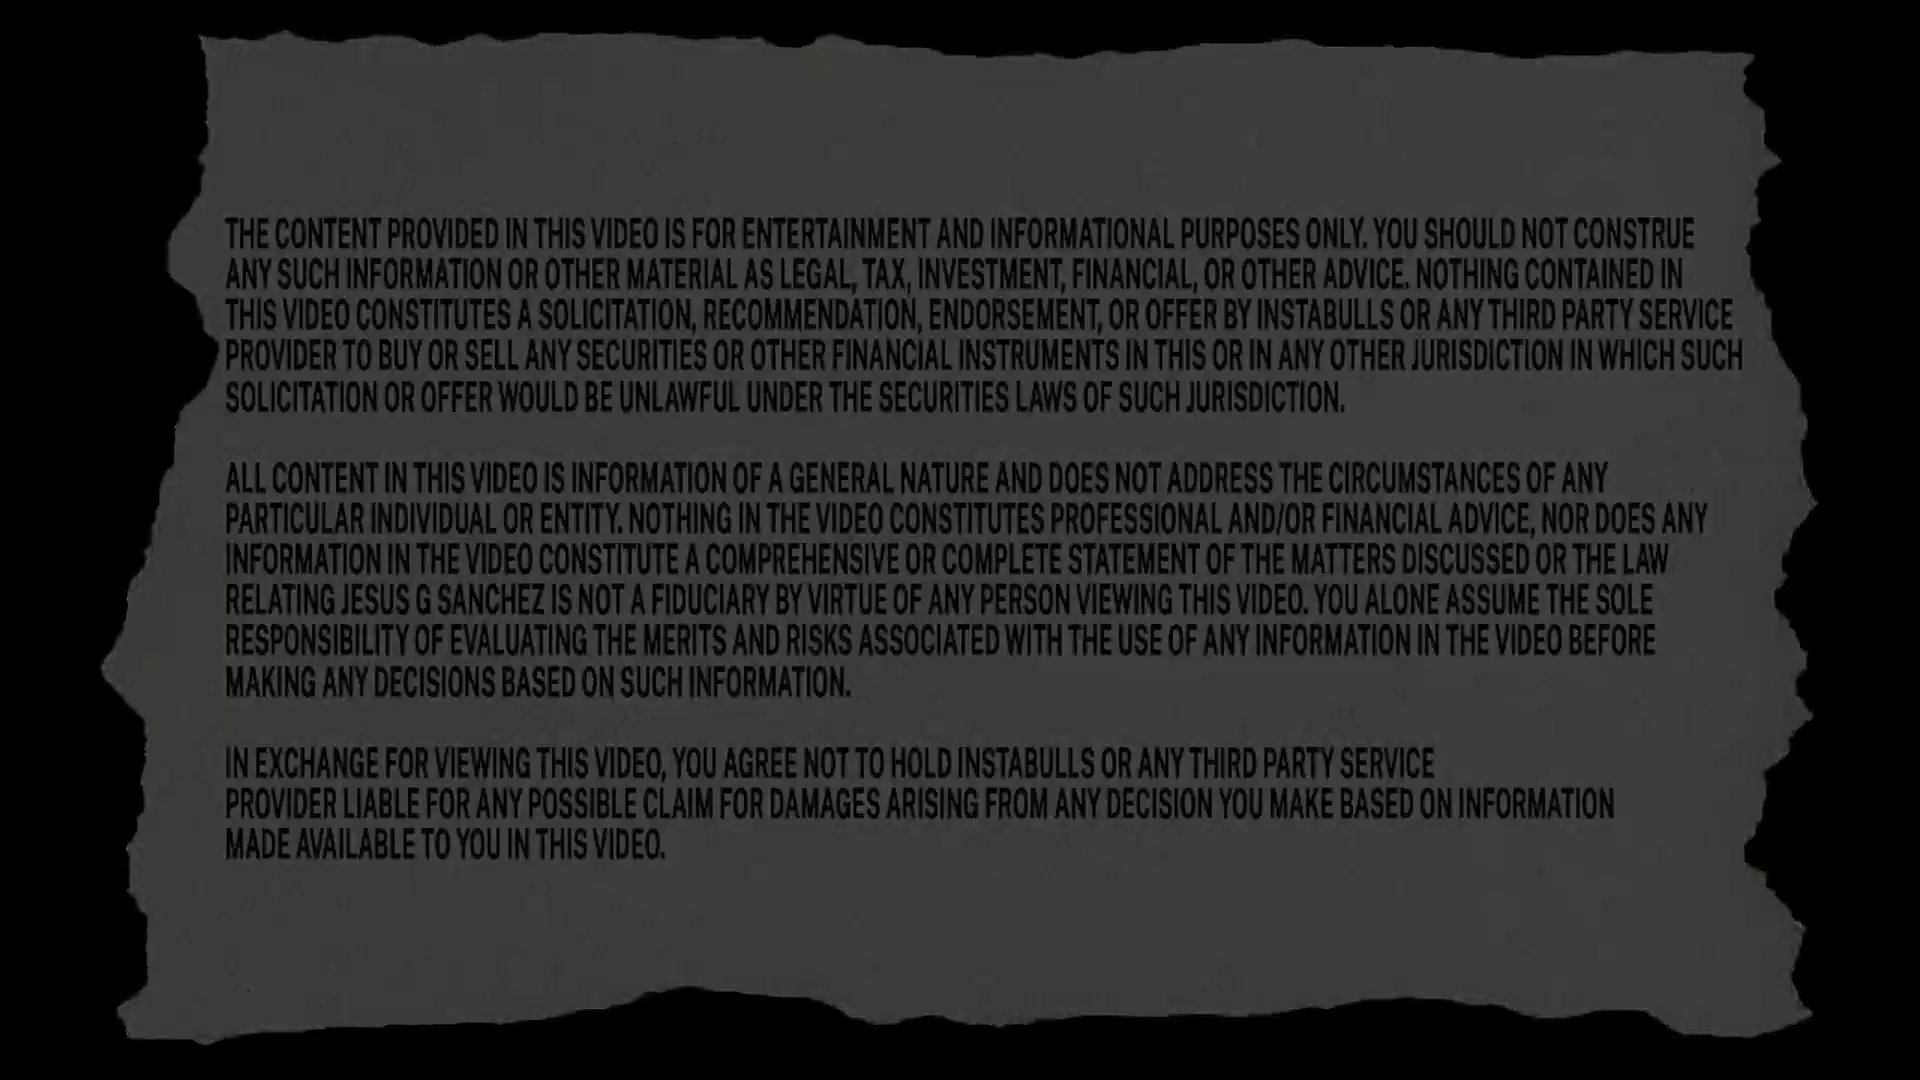 THE CONTENT PROVIDED IN THIS VIDEO IS FOR ENTERTAINMENT AND INFORMATIONAL PURPOSES ONLY. YOU SHOULD NOT CONSTRUE
ANY SUCH INFORMATION OR OTHER MATERIAL AS LEGAL, TAX, INVESTMENT, FINANCIAL, OR OTHER ADVICE. NOTHING CONTAINED IN
THIS VIDEO CONSTITUTES A SOLICITATION, RECOMMENDATION, ENDORSEMENT, OR OFFER BY INSTABULLS OR ANY THIRD PARTY SERVICE
PROVIDER TO BUY OR SELL ANY SECURITIES OR OTHER FINANCIAL INSTRUMENTS IN THIS OR IN ANY OTHER JURISDICTION IN WHICH SUCH
SOLICITATION OR OFFER WOULD BE UNLAWFUL UNDER THE SECURITIES LAWS OF SUCH JURISDICTION.
ALL CONTENT IN THIS VIDEO IS INFORMATION OF A GENERAL NATURE AND DOES NOT ADDRESS THE CIRCUMSTANCES OF ANY
PARTICULAR INDIVIDUAL OR ENTITY. NOTHING IN THE VIDEO CONSTITUTES PROFESSIONAL AND/OR FINANCIAL ADVICE, NOR DOES ANY
INFORMATION IN THE VIDEO CONSTITUTE A COMPREHENSIVE OR COMPLETE STATEMENT OF THE MATTERS DISCUSSED OR THE LAW
RELATING JESUS G SANCHEZ IS NOT A FIDUCIARY BY VIRTUE OF ANY PERSON VIEWING THIS VIDEO. YOU ALONE ASSUME THE SOLE
RESPONSIBILITY OF EVALUATING THE MERITS AND RISKS ASSOCIATED WITH THE USE OF ANY INFORMATION IN THE VIDEO BEFORE
MAKING ANY DECISIONS BASED ON SUCH INFORMATION.
IN EXCHANGE FOR VIEWING THIS VIDEO, YOU AGREE NOT TO HOLD INSTABULLS OR ANY THIRD PARTY SERVICE
PROVIDER LIABLE FOR ANY POSSIBLE CLAIM FOR DAMAGES ARISING FROM ANY DECISION YOU MAKE BASED ON INFORMATION
MADE AVAILABLE TO YOU IN THIS VIDEO.